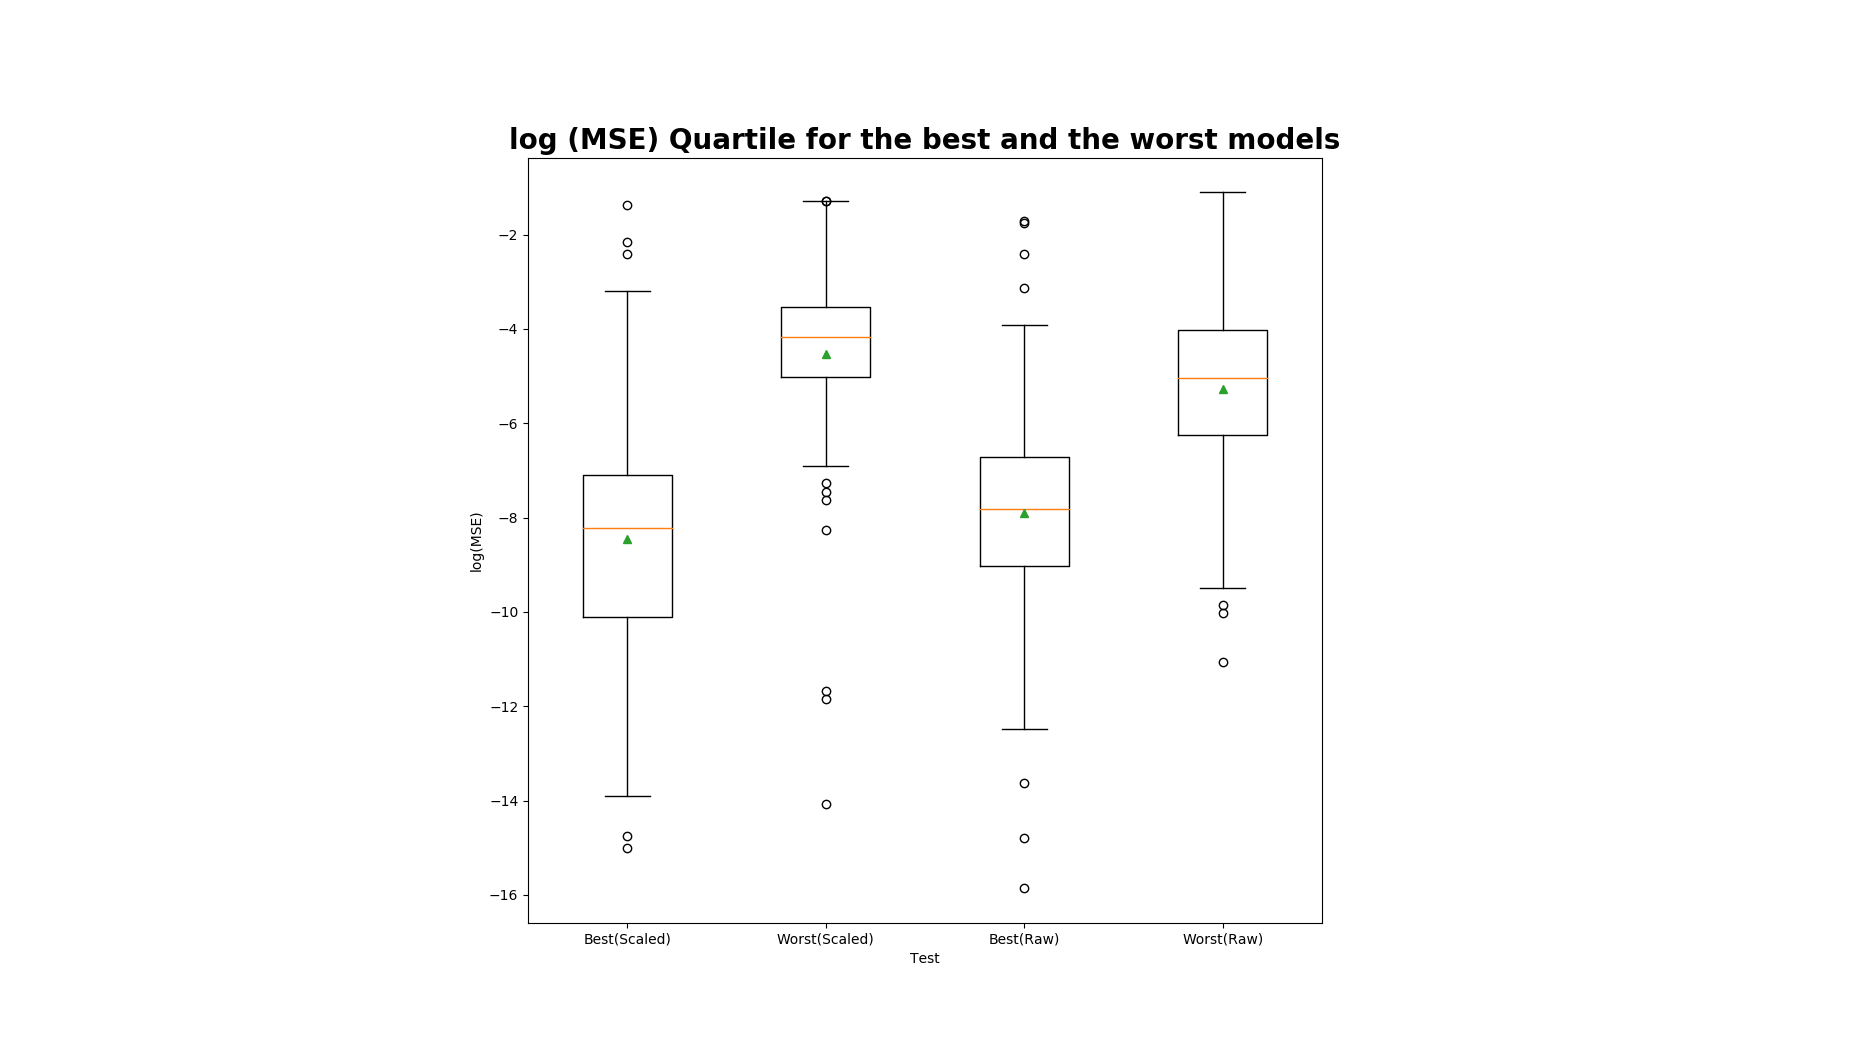 log (MSE) Quartile for the best and the worst models
−2
−4
−6
−8
−10
−12
−14
−16
log(MSE)
Best(Scaled)
Worst(Scaled)
Best(Raw)
Worst(Raw)
Test